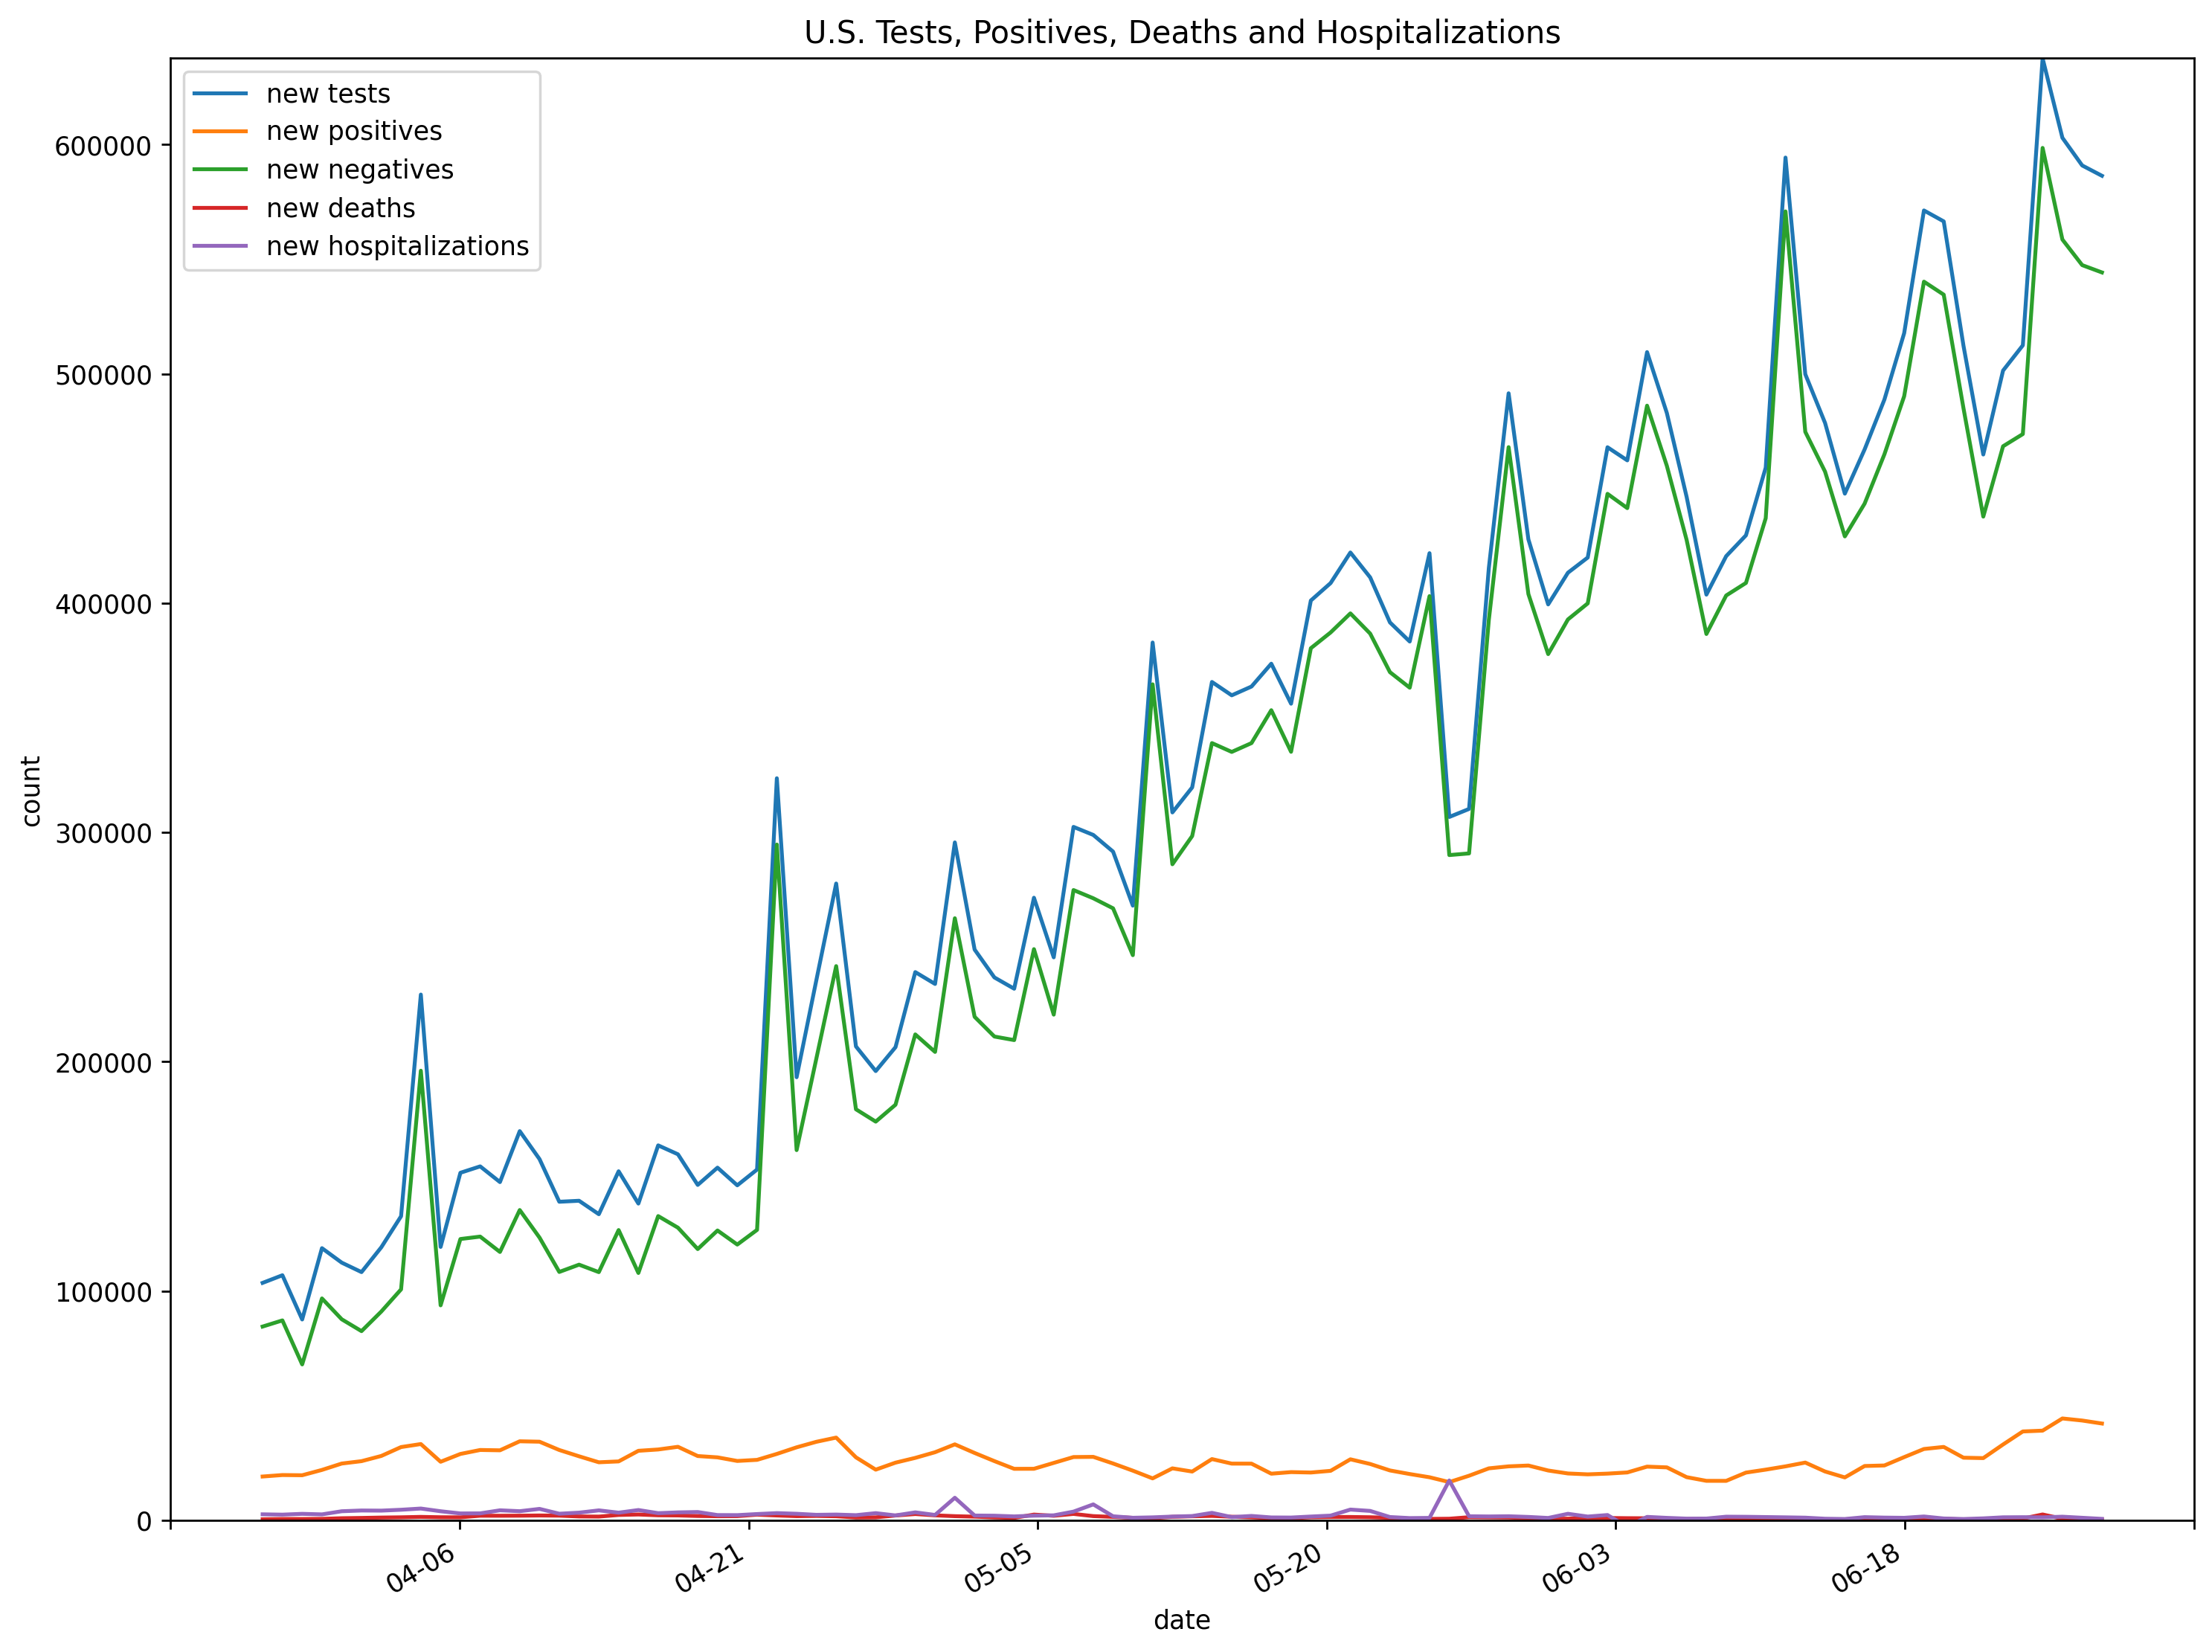 U.S. Tests, Positives, Deaths and Hospitalizations
new tests
new positives
new negatives
new deaths
new hospitalizations
600000
500000
400000
300000
200000
100000
0
count
04-06
04-21
05-05
05-20
06-03
06-18
date